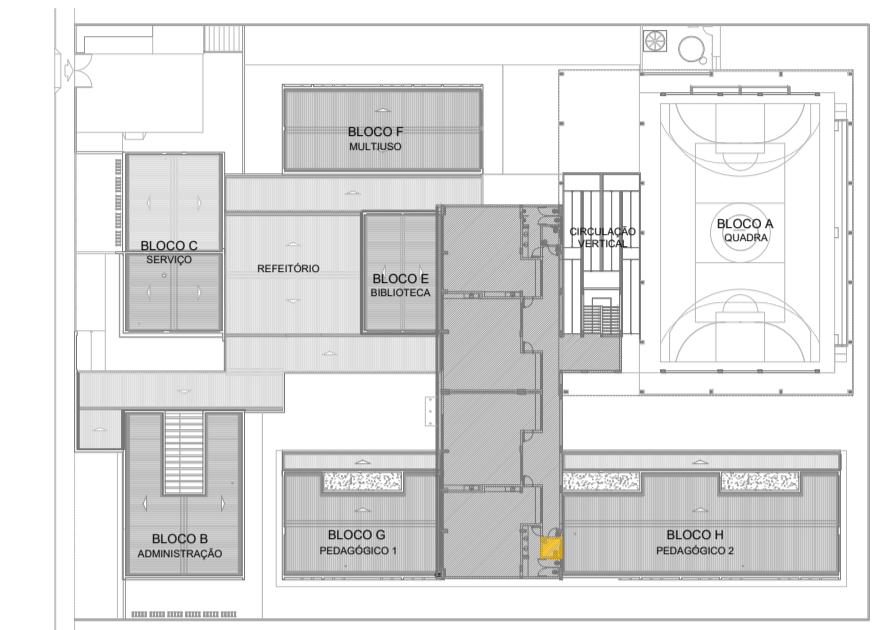 BLOCO F
MULTIUSO
BLOCO C
SERVIÇO
REFEITÓRIO
BLOCO E
BIBLIOTECA
CIRCULAÇÃO
VERTICAL
BLOCO A
QUADRA
BLOCO B
ADMINISTRAÇÃO
BLOCO G
PEDAGÓGICO 1
BLOCO H
PEDAGÓGICO 2